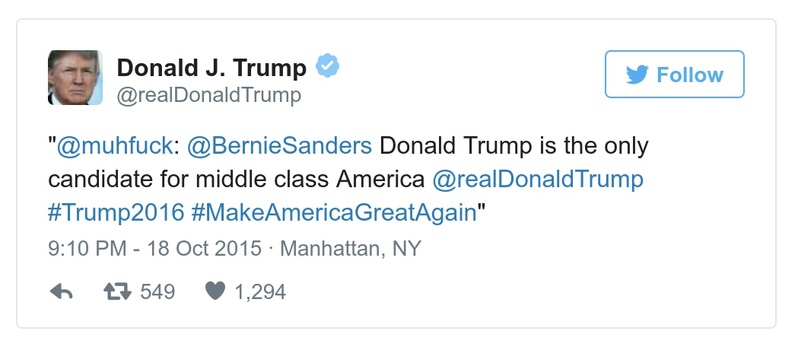 Donald J. Trump
@realDonaldTrump
Follow
"@muhfuck: @BernieSanders Donald Trump is the only
candidate for middle class America @realDonaldTrump
#Trump2016 #MakeAmericaGreatAgain"
9:10 PM - 18 Oct 2015 · Manhattan, NY
549 1,294